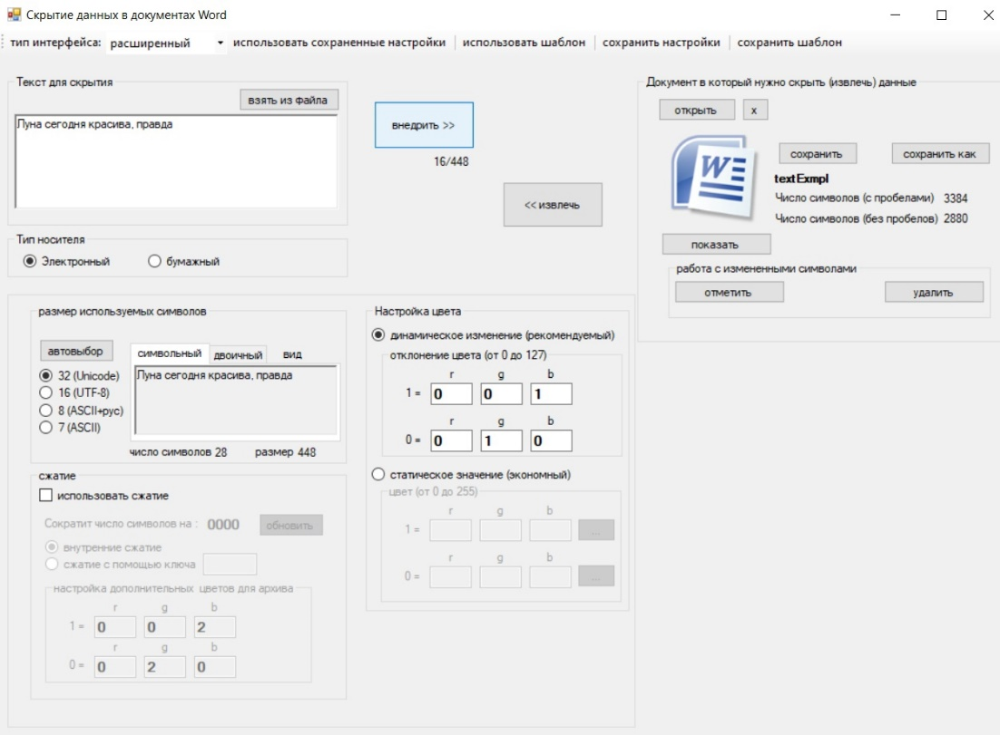 Скрытие данных в документах Word
тип интерфейса: расширенный использовать сохраненные настройки использовать шаблон сохранить настройки сохранить шаблон
Текст для скрытия
взять из файла
Луна сегодня красива, правда
внедрить >>
16/448
<< извлечь
Тип носителя
Электронный бумажный
Документ в который нужно скрыть (извлечь) данные
открыть x
W
сохранить сохранить как
textExmpl
Число символов (с пробелами) 3384
Число символов (без пробелов) 2880
показать
работа с измененными символами
отметить удалить
размер используемых символов
автовыбор
символьный двоичный вид
32 (Unicode)
16 (UTF-8)
8 (ASCII+рус)
7 (ASCII)
Луна сегодня красива, правда
число символов 28 размер 448
сжатие
использовать сжатие
Сократит число символов на : 0000 обновить
внутренние сжатие
сжатие с помощью ключа
настройка дополнительных цветов для архива
r g b
1 = 0 0 2
r g b
0 = 0 2 0
Настройка цвета
динамическое изменение (рекомендуемый)
отклонение цвета (от 0 до 127)
r g b
1 = 0 0 1
r g b
0 = 0 1 0
статическое значение (экономный)
цвет (от 0 до 255)
r g b
1 = ...
r g b
0 = ...